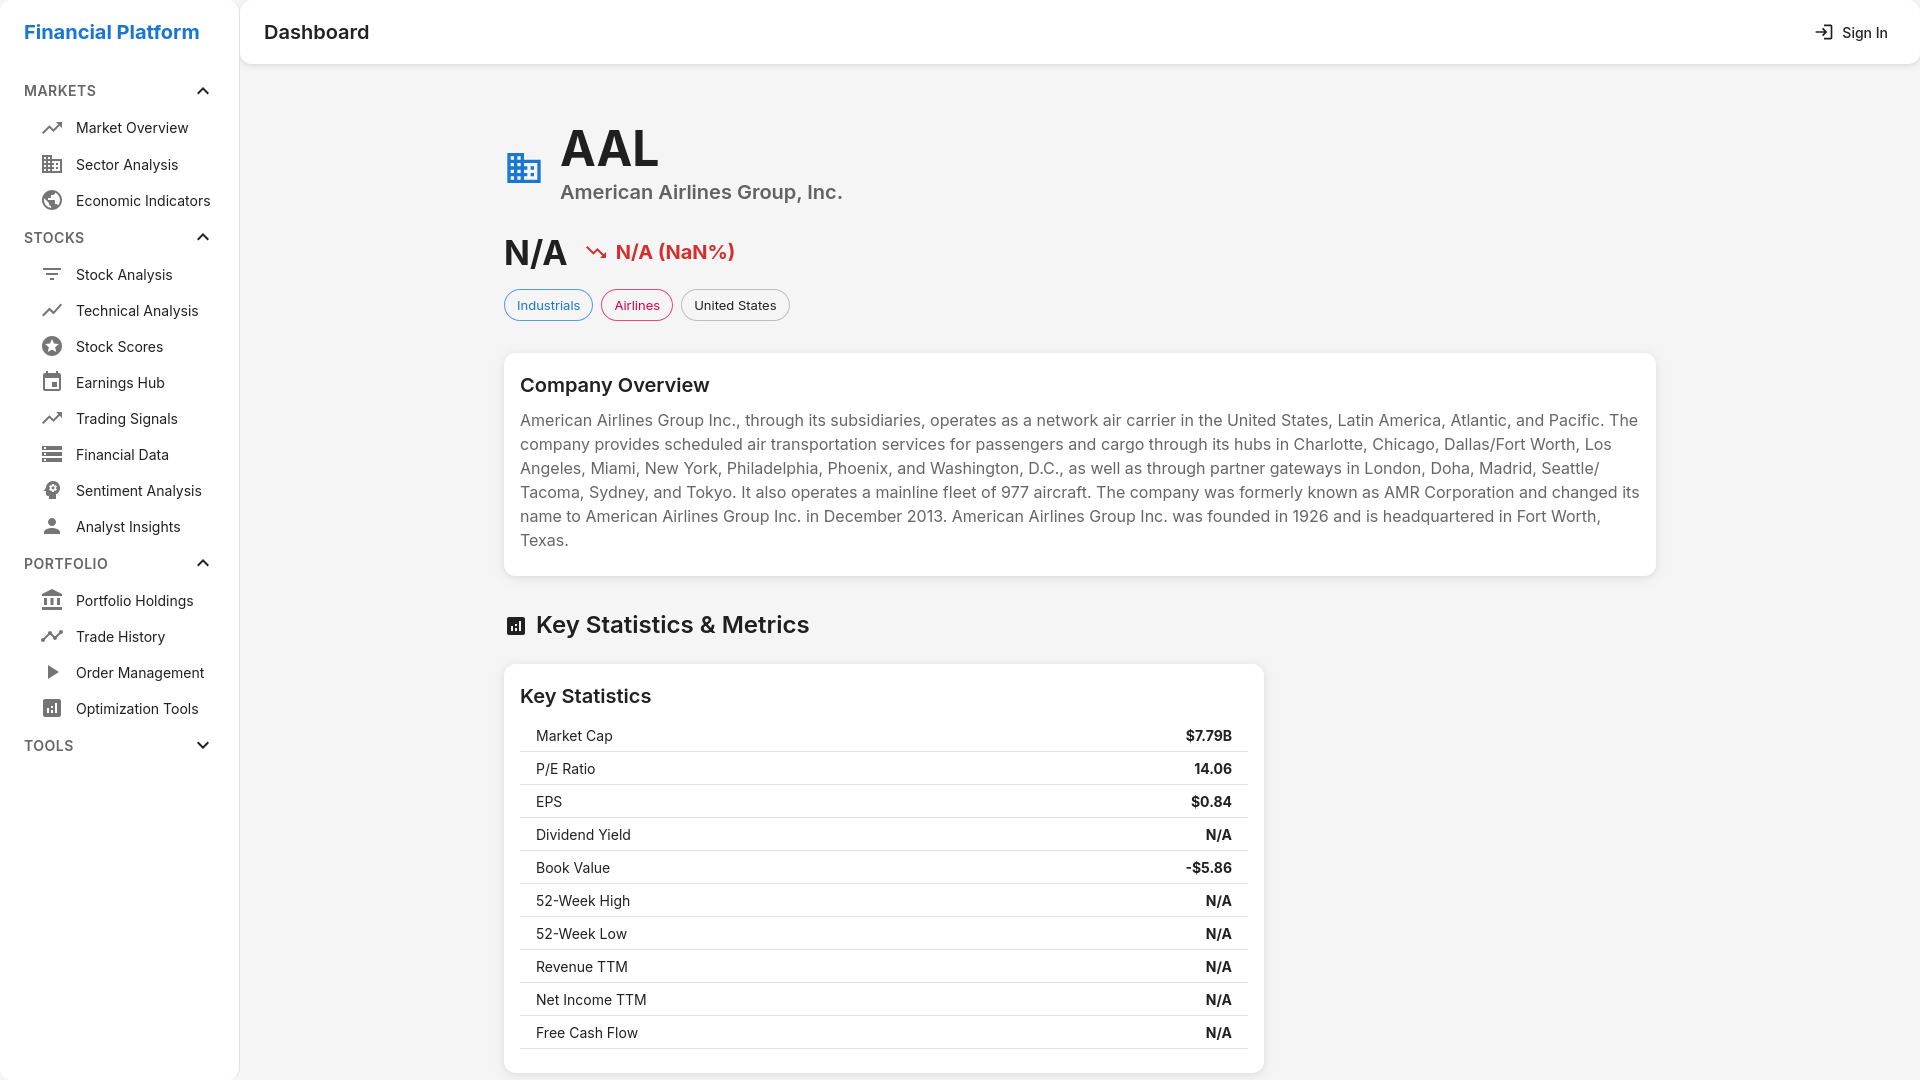 Financial Platform
MARKETS
Market Overview
Sector Analysis
Economic Indicators
STOCKS
Stock Analysis
Technical Analysis
Stock Scores
Earnings Hub
Trading Signals
Financial Data
Sentiment Analysis
Analyst Insights
PORTFOLIO
Portfolio Holdings
Trade History
Order Management
Optimization Tools
TOOLS
Dashboard
Sign In
AAL
American Airlines Group, Inc.
N/A N/A (NaN%)
Industrials Airlines United States
Company Overview
American Airlines Group Inc., through its subsidiaries, operates as a network air carrier in the United States, Latin America, Atlantic, and Pacific. The
company provides scheduled air transportation services for passengers and cargo through its hubs in Charlotte, Chicago, Dallas/Fort Worth, Los
Angeles, Miami, New York, Philadelphia, Phoenix, and Washington, D.C., as well as through partner gateways in London, Doha, Madrid, Seattle/
Tacoma, Sydney, and Tokyo. It also operates a mainline fleet of 977 aircraft. The company was formerly known as AMR Corporation and changed its
name to American Airlines Group Inc. in December 2013. American Airlines Group Inc. was founded in 1926 and is headquartered in Fort Worth,
Texas.
Key Statistics & Metrics
Key Statistics
Market Cap $7.79B
P/E Ratio 14.06
EPS $0.84
Dividend Yield N/A
Book Value -$5.86
52-Week High N/A
52-Week Low N/A
Revenue TTM N/A
Net Income TTM N/A
Free Cash Flow N/A